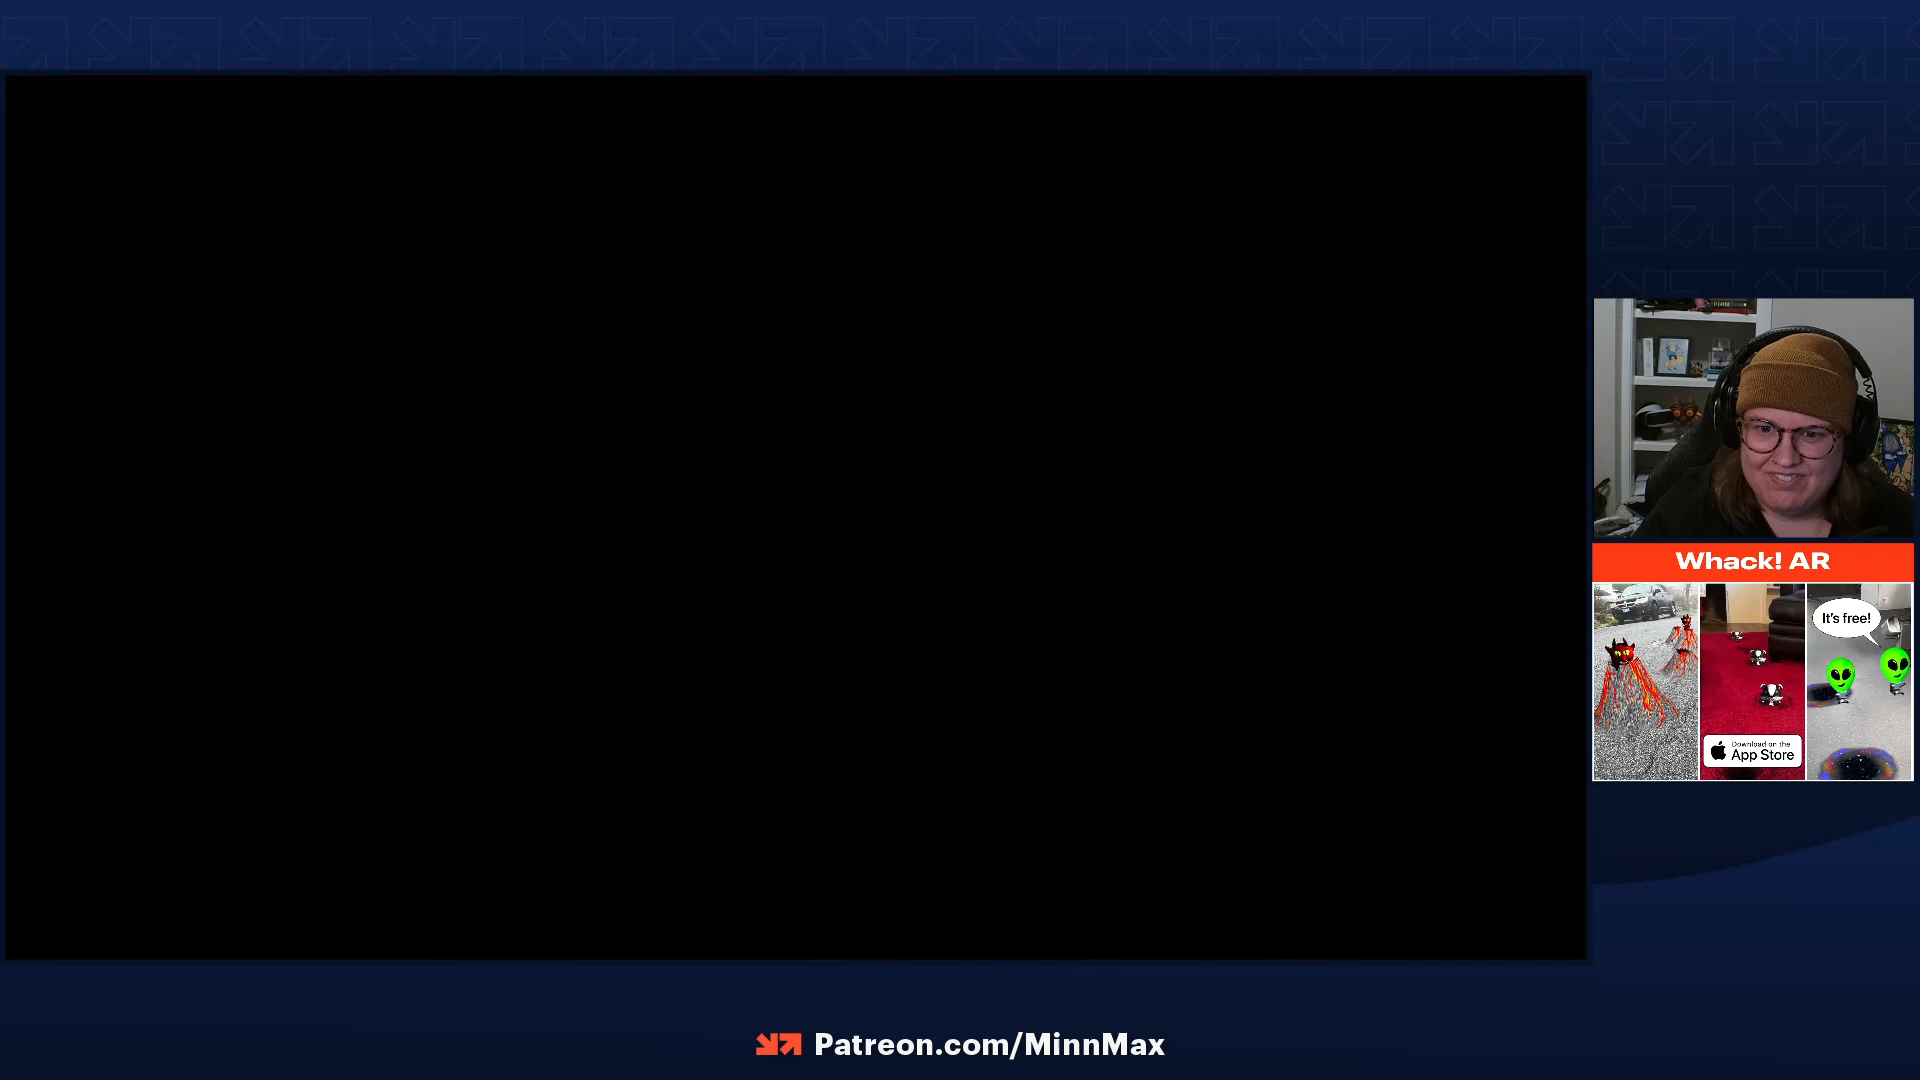 Whack! AR
It's free!
Download on the
App Store
Patreon.com/MinnMax